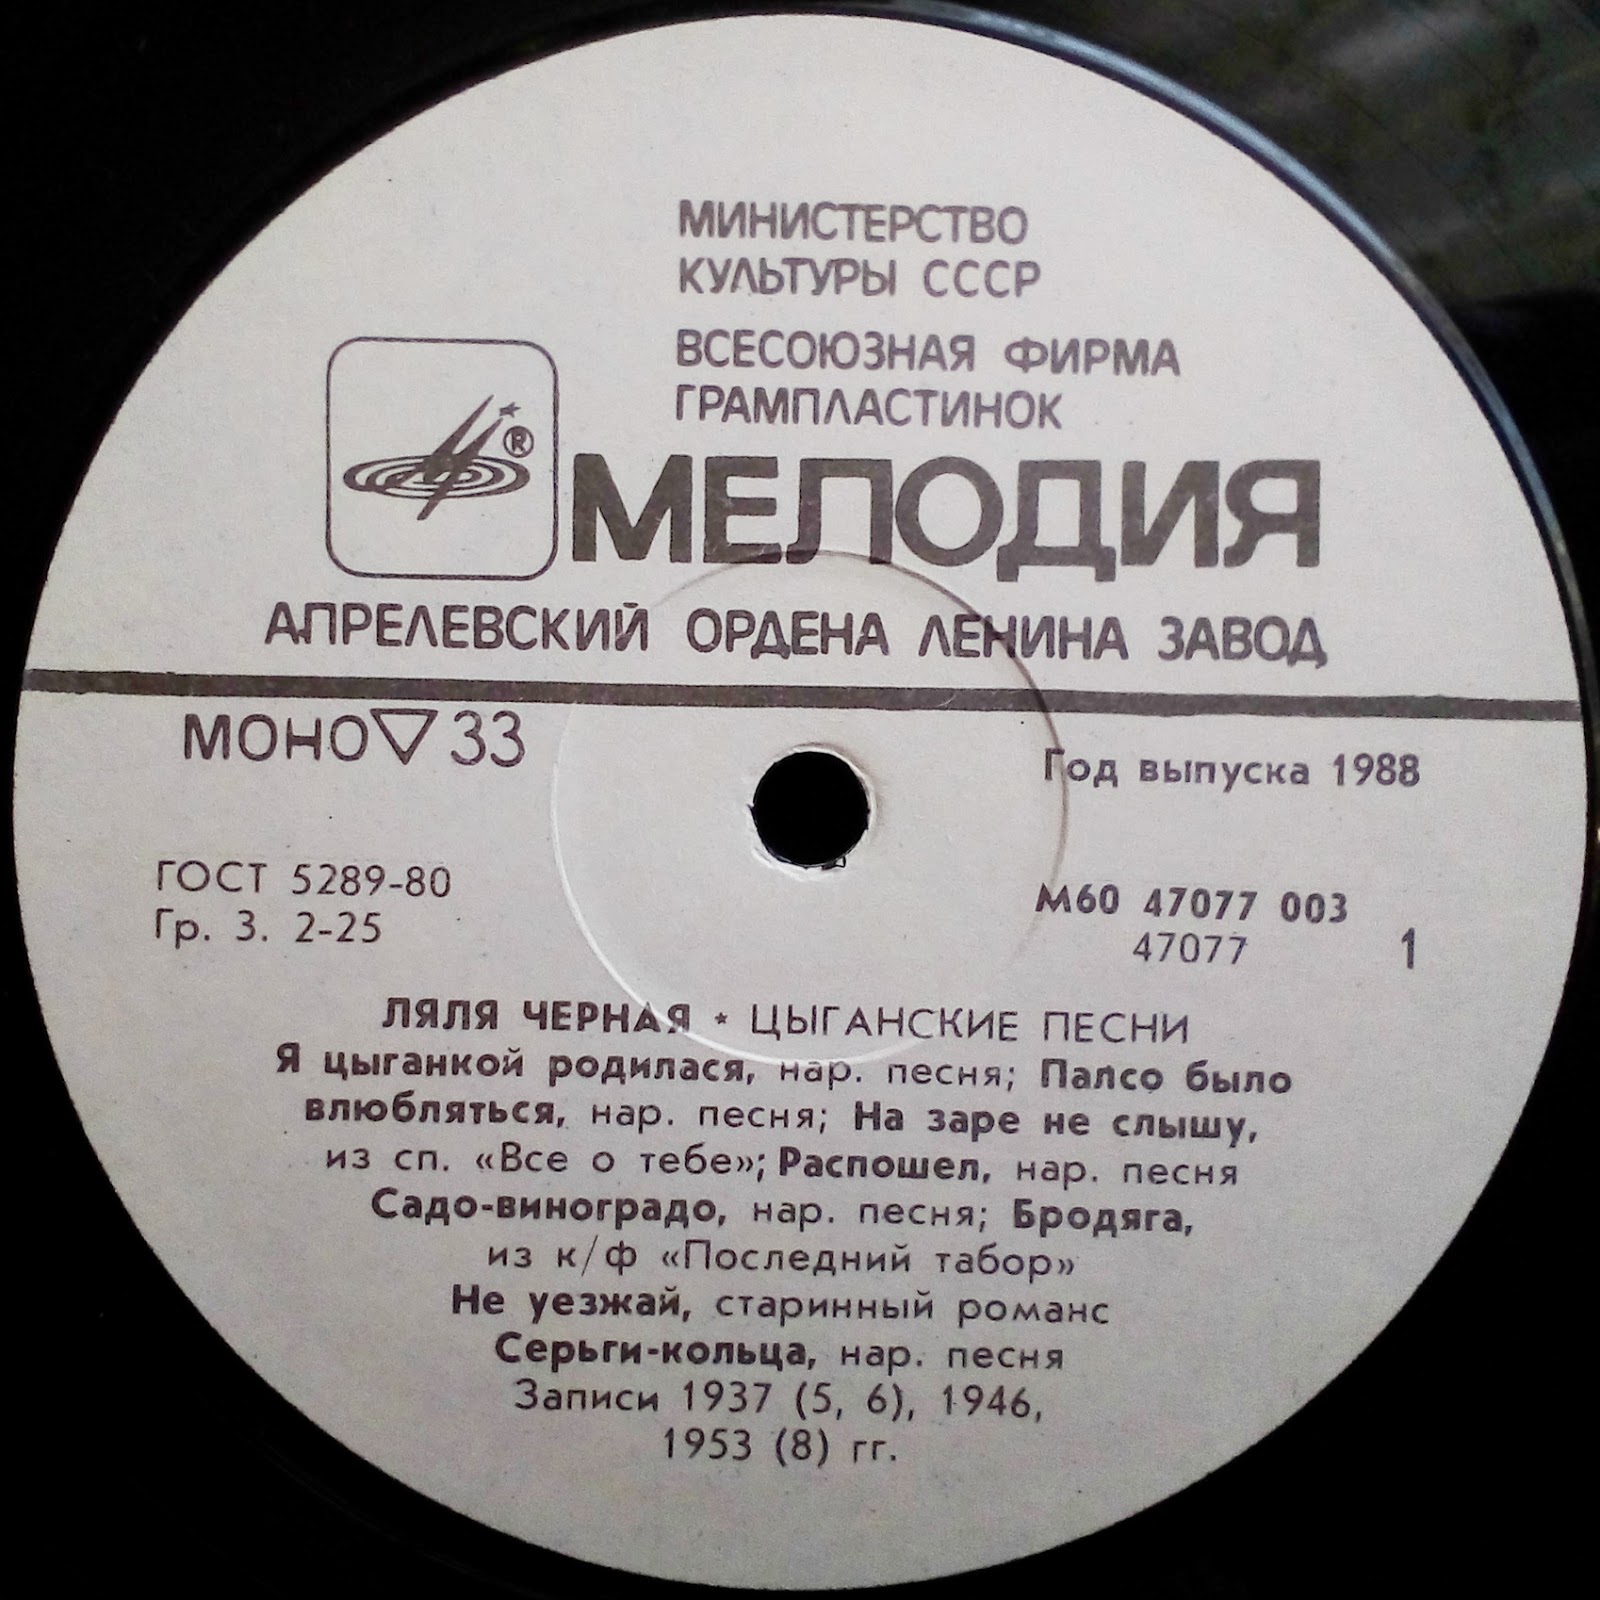 МИНИСТЕРСТВО
КУЛЬТУРЫ СССР
ВСЕСОЮЗНАЯ ФИРМА
ГРАМПЛАСТИНОК
®
МЕЛОДИЯ
АПРЕЛЕВСКИЙ ОРДЕНА ЛЕНИНА ЗАВОД
МОНО ▽ 33
Год выпуска 1988
ГОСТ 5289-80
Гр. 3. 2-25
М60 47077 003
47077 1
ЛЯЛЯ ЧЕРНАЯ * ЦЫГАНСКИЕ ПЕСНИ
Я цыганкой родилася, нар. песня; Палсо было
влюбляться, нар. песня; На заре не слышу,
из сп. «Все о тебе»; Распошел, нар. песня
Садо-виноградо, нар. песня; Бродяга,
из к/ф «Последний табор»
Не уезжай, старинный романс
Серьги-кольца, нар. песня
Записи 1937 (5, 6), 1946,
1953 (8) гг.